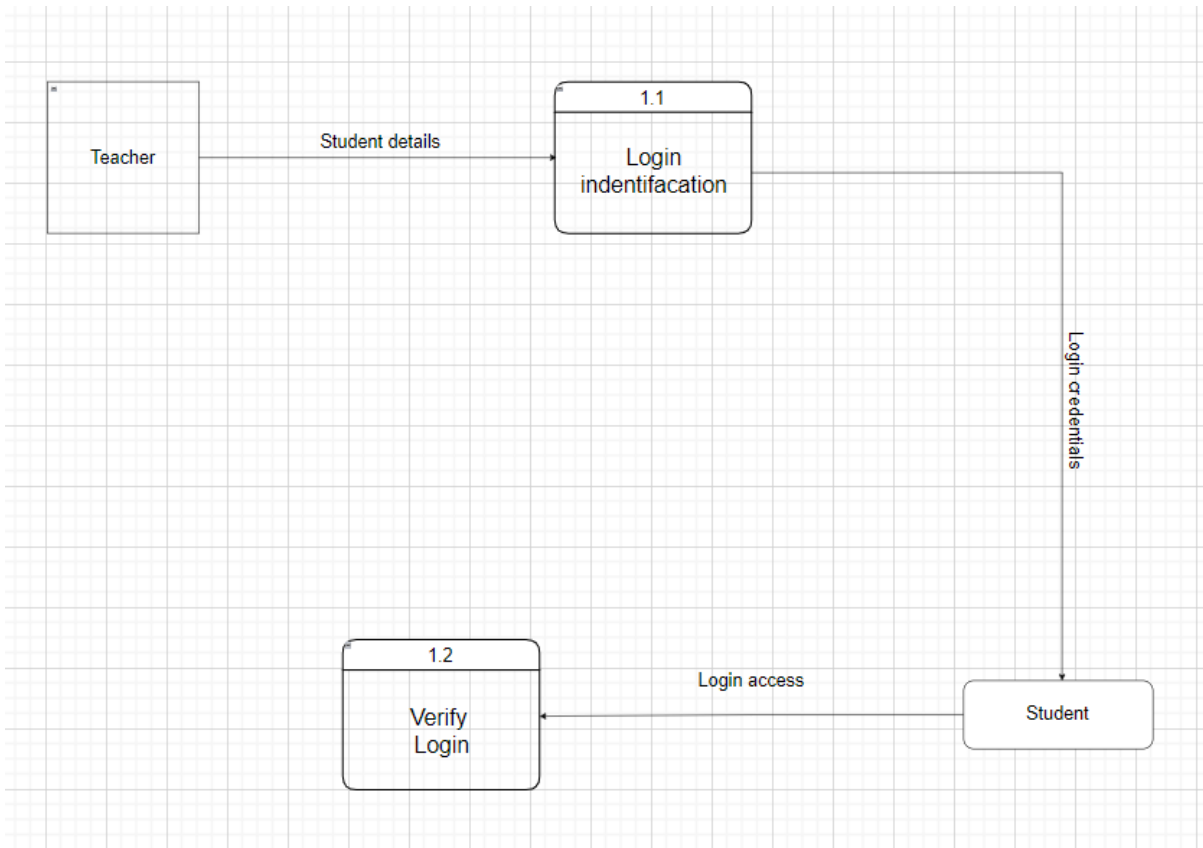 1.1
Student details
Teacher
Login
indentifacation
Login credentials
1.2
Login access
Verify
Login
Student